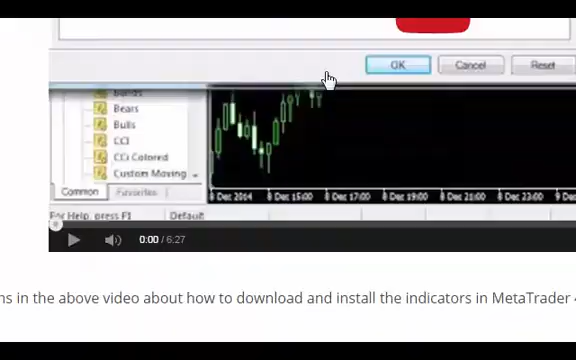 OK Cancel Reset
Bands
Bears
Bulls
CCI
CCI Colored
Custom Moving
Common Favorites
8 Dec 2014 8 Dec 15:00 8 Dec 17:00 8 Dec 19:00 8 Dec 21:00 8 Dec 23:00 9 Dec
For Help, press F1 Default
0:00 / 6:27
ns in the above video about how to download and install the indicators in MetaTrader